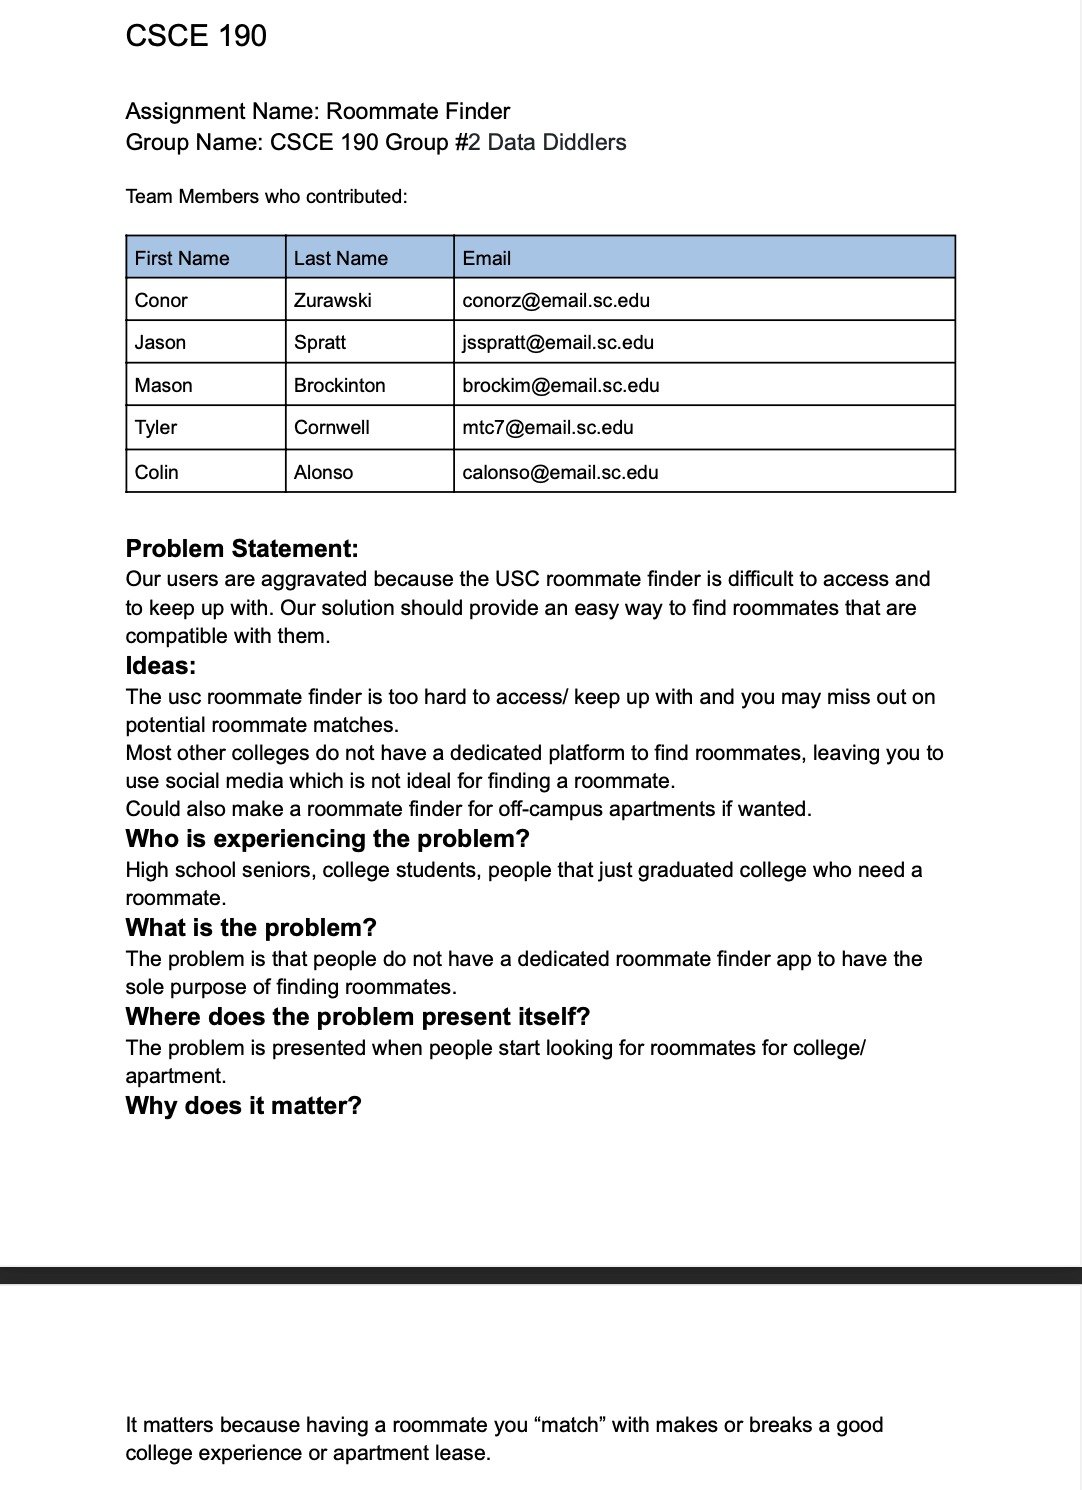 CSCE 190
Assignment Name: Roommate Finder
Group Name: CSCE 190 Group #2 Data Diddlers
Team Members who contributed:
First Name Last Name Email
Conor Zurawski conorz@email.sc.edu
Jason Spratt jsspratt@email.sc.edu
Mason Brockinton brockim@email.sc.edu
Tyler Cornwell mtc7@email.sc.edu
Colin Alonso calonso@email.sc.edu
Problem Statement:
Our users are aggravated because the USC roommate finder is difficult to access and
to keep up with. Our solution should provide an easy way to find roommates that are
compatible with them.
Ideas:
The usc roommate finder is too hard to access/ keep up with and you may miss out on
potential roommate matches.
Most other colleges do not have a dedicated platform to find roommates, leaving you to
use social media which is not ideal for finding a roommate.
Could also make a roommate finder for off-campus apartments if wanted.
Who is experiencing the problem?
High school seniors, college students, people that just graduated college who need a
roommate.
What is the problem?
The problem is that people do not have a dedicated roommate finder app to have the
sole purpose of finding roommates.
Where does the problem present itself?
The problem is presented when people start looking for roommates for college/
apartment.
Why does it matter?
It matters because having a roommate you “match” with makes or breaks a good
college experience or apartment lease.